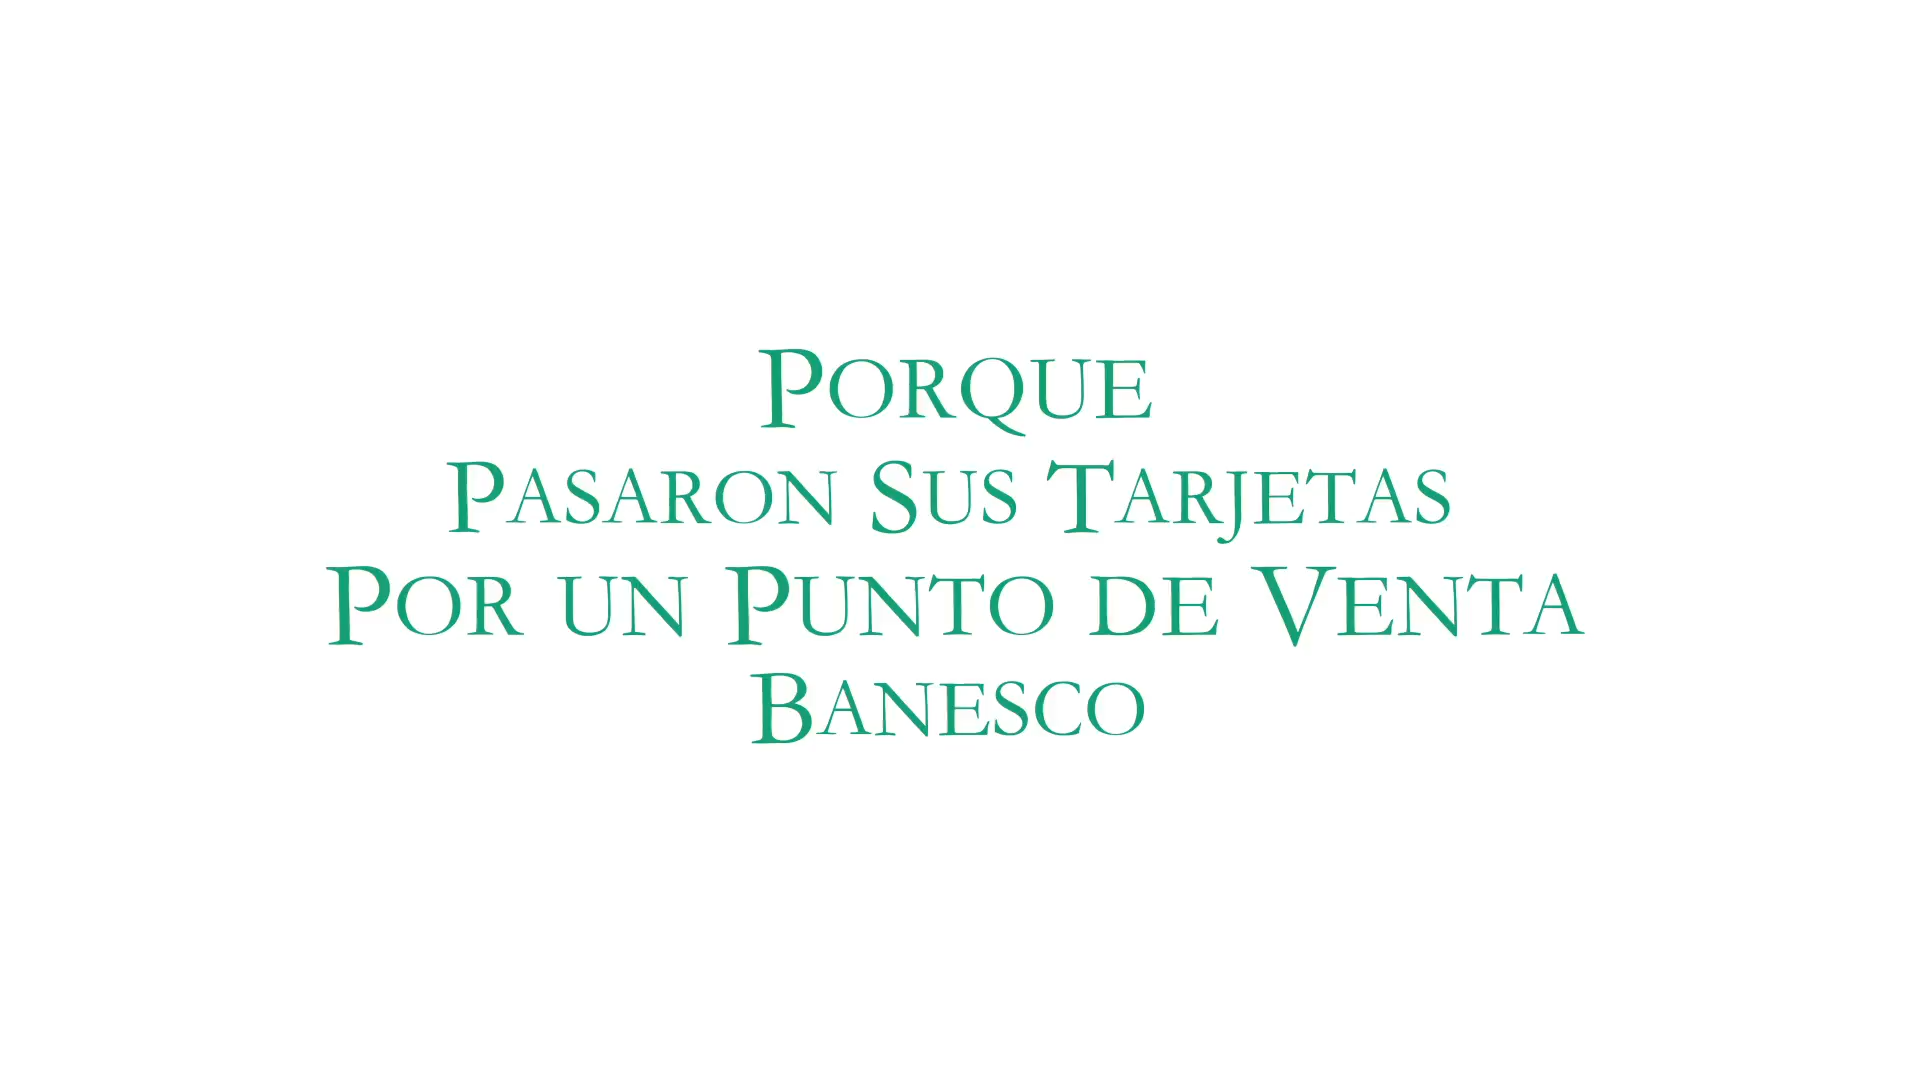 Porque
Pasaron Sus Tarjetas
Por un Punto de Venta
Banesco